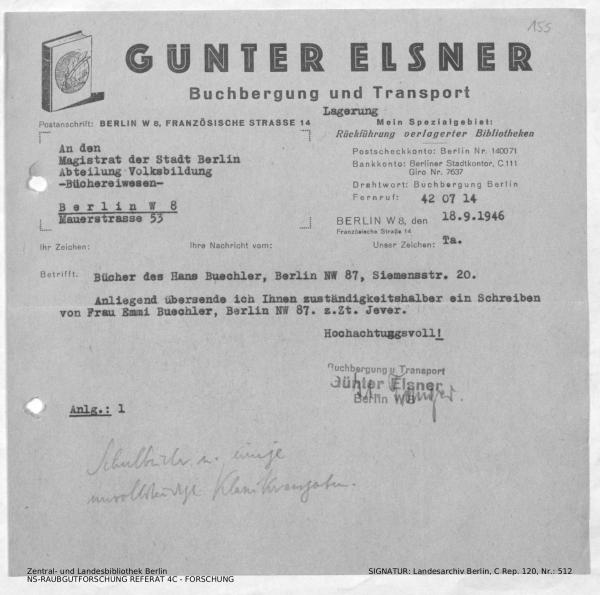 155
GÜNTER ELSNER
Buchbergung und Transport
Lagerung
Postanschrift: BERLIN W 8, FRANZÖSISCHE STRASSE 14
Mein Spezialgebiet:
Rückführung verlagerter Bibliotheken
An den
Magistrat der Stadt Berlin
Abteilung Volksbildung
-Büchereiwesen-
Berlin W 8
Mauerstrasse 53
Postscheckkonto: Berlin Nr. 140071
Bankkonto: Berliner Stadtkontor, C 111
Giro Nr. 7637
Drahtwort: Buchbergung Berlin
Fernruf: 42 07 14
BERLIN W 8, den 18.9.1946
Französische Straße 14
Ihr Zeichen: Ihre Nachricht vom: Unser Zeichen: Ta.
Betrifft. Bücher des Hans Buechler, Berlin NW 87, Siemensstr. 20.
Anliegend übersende ich Ihnen zuständigkeitshalber ein Schreiben
von Frau Emmi Buechler, Berlin NW 87. z.Zt. Jever.
Hochachtungsvoll!
Buchbergung u. Transport
Günter Elsner
Berlin W 8
Anlg.: 1
Schulbücher u. einige
unvollständige Klassikerausgaben.
Zentral- und Landesbibliothek Berlin
NS-RAUBGUTFORSCHUNG REFERAT 4C - FORSCHUNG
SIGNATUR: Landesarchiv Berlin, C Rep. 120, Nr.: 512